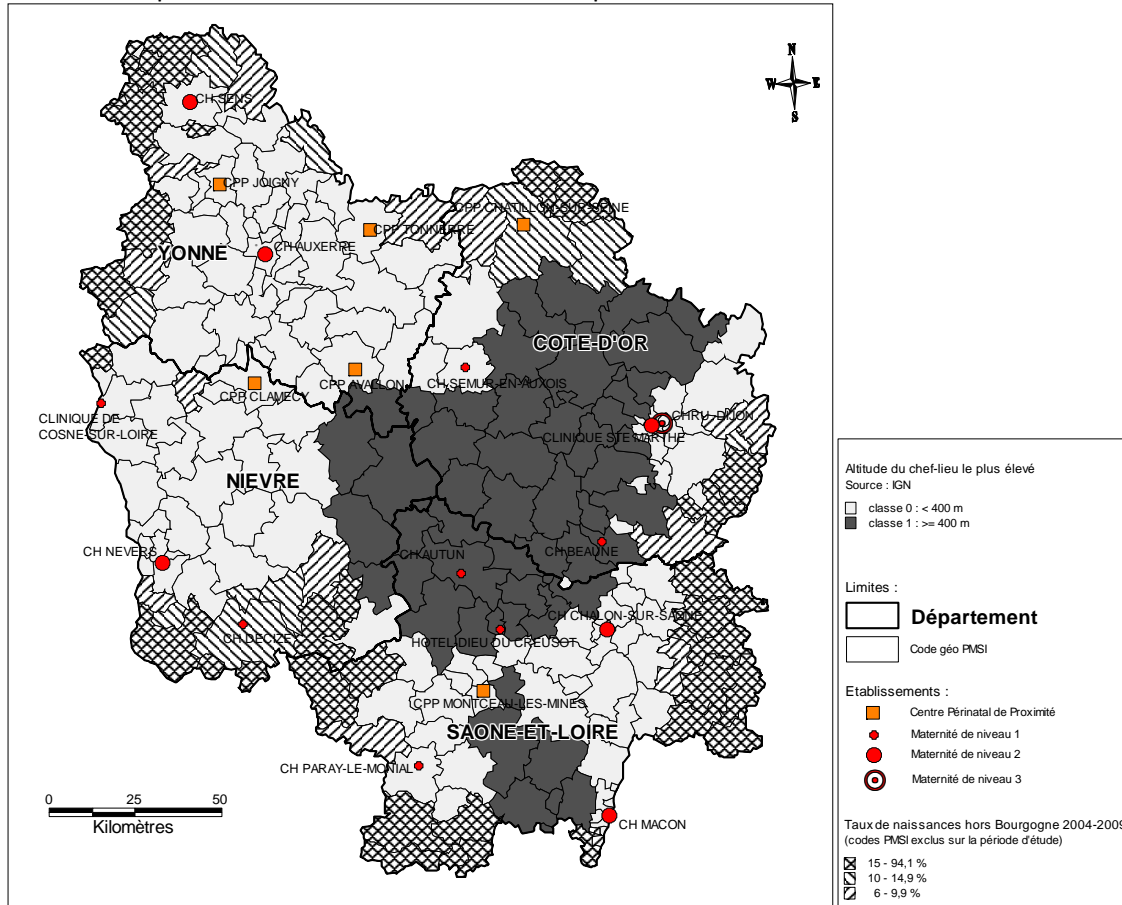 N
W E
S
CH SENS
CPP JOIGNY
CPP CHATILLON-SUR-SEINE
CPP TONNERRE
CH AUXERRE
YONNE
COTE-D'OR
CH SEMUR-EN-AUXOIS
CPP AVALLON
CPP CLAMEC
CLINIQUE DE
COSNE-SUR-LOIRE
CHRU-DIJON
CLINIQUE STE MARTHE
NIEVRE
CH NEVERS
CH AUTUN
CH BEAUNE
CH DECIZE
CH CHALON-SUR-SAONE
HOTEL-DIEU DU CREUSOT
CPP MONTCEAU-LES-MINES
SAONE-ET-LOIRE
CH PARAY-LE-MONIAL
CH MACON
0 25 50
Kilomètres
Altitude du chef-lieu le plus élevé
Source : IGN
classe 0 : < 400 m
classe 1 : >= 400 m
Limites :
Département
Code géo PMSI
Etablissements :
Centre Périnatal de Proximité
Maternité de niveau 1
Maternité de niveau 2
Maternité de niveau 3
Taux de naissances hors Bourgogne 2004-2009
(codes PMSI exclus sur la période d'étude)
15 - 94,1 %
10 - 14,9 %
6 - 9,9 %